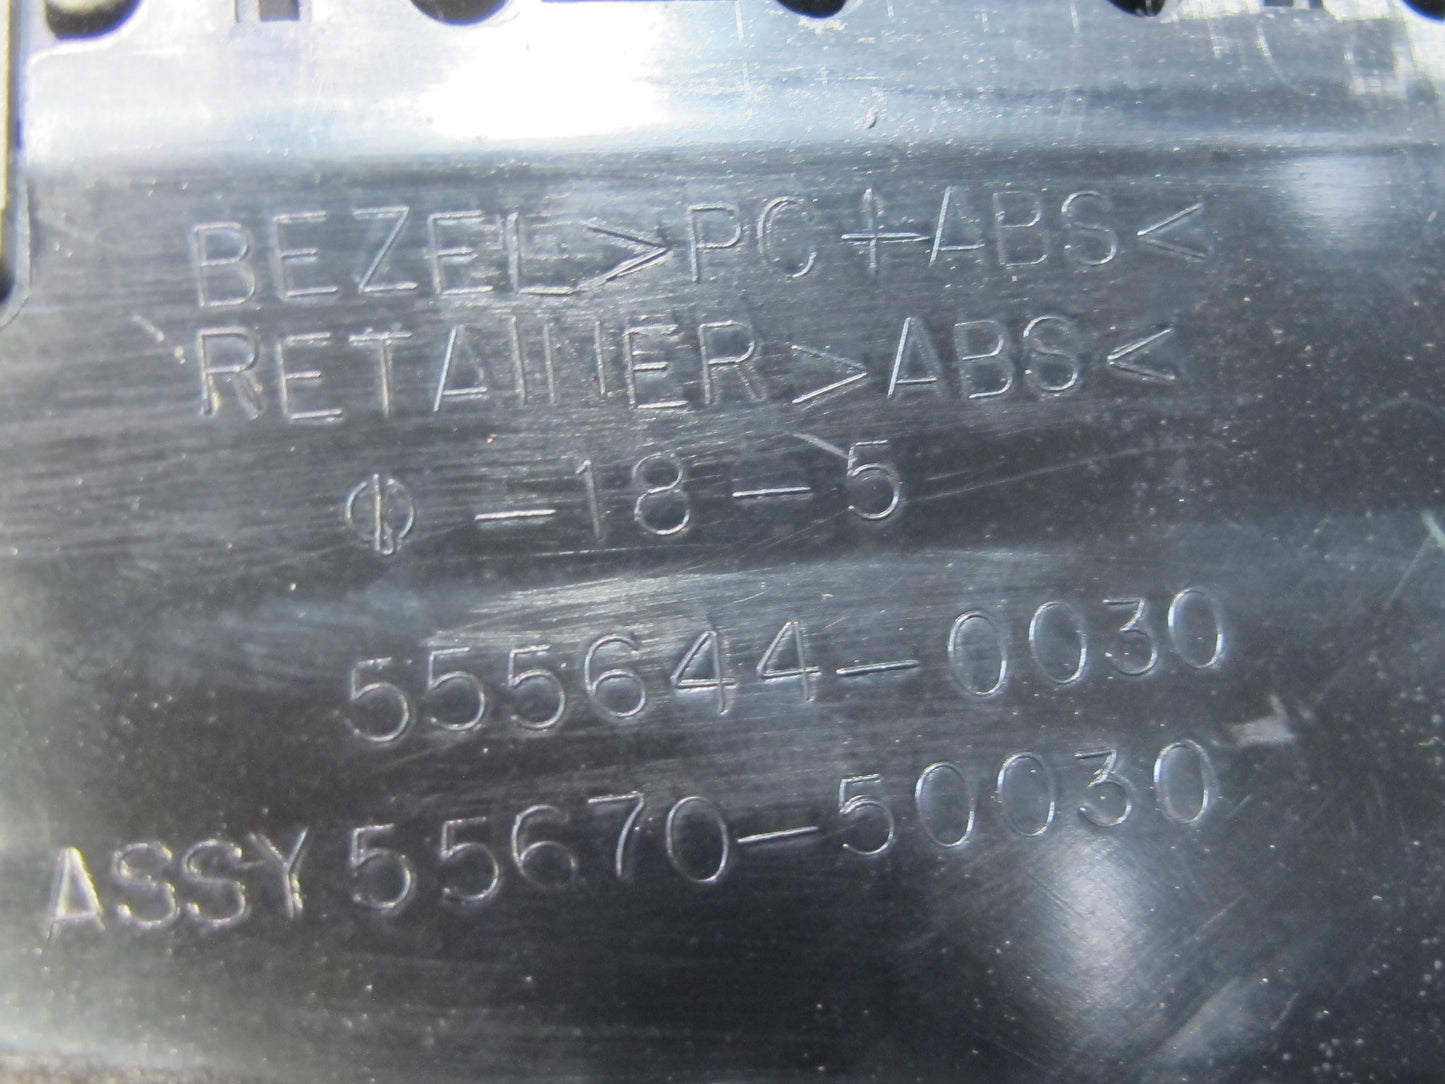 BEZEL>PC+ABS<
RETAINER>ABS<
Φ -18-5
555644-0030
ASSY 55670-50030